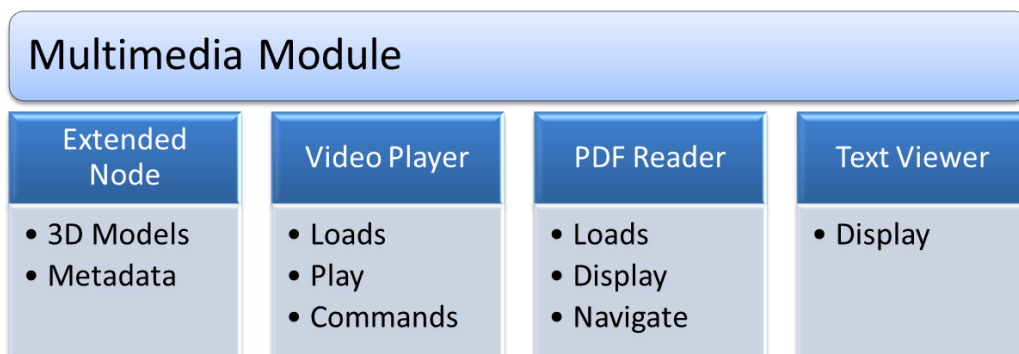 Multimedia Module
Extended
Node
• 3D Models
• Metadata
Video Player
• Loads
• Play
• Commands
PDF Reader
• Loads
• Display
• Navigate
Text Viewer
• Display